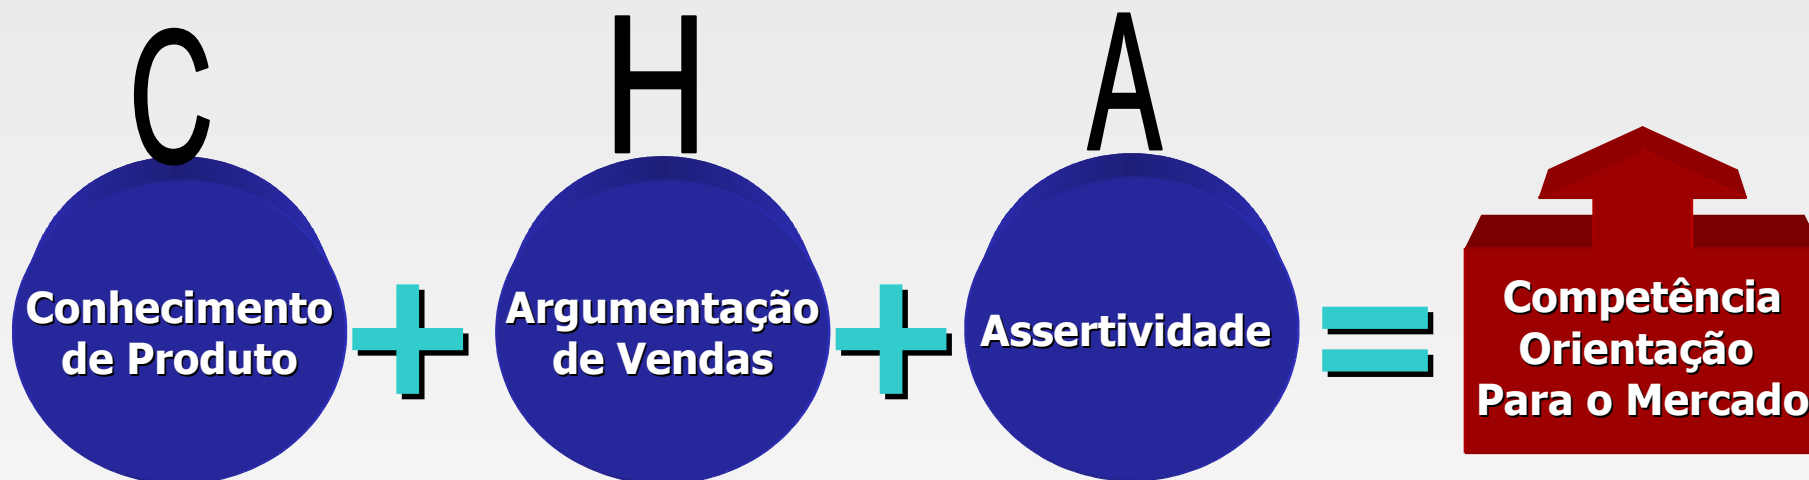 C H A
Conhecimento
de Produto
+
Argumentação
de Vendas
+
Assertividade
=
Competência
Orientação
Para o Mercado